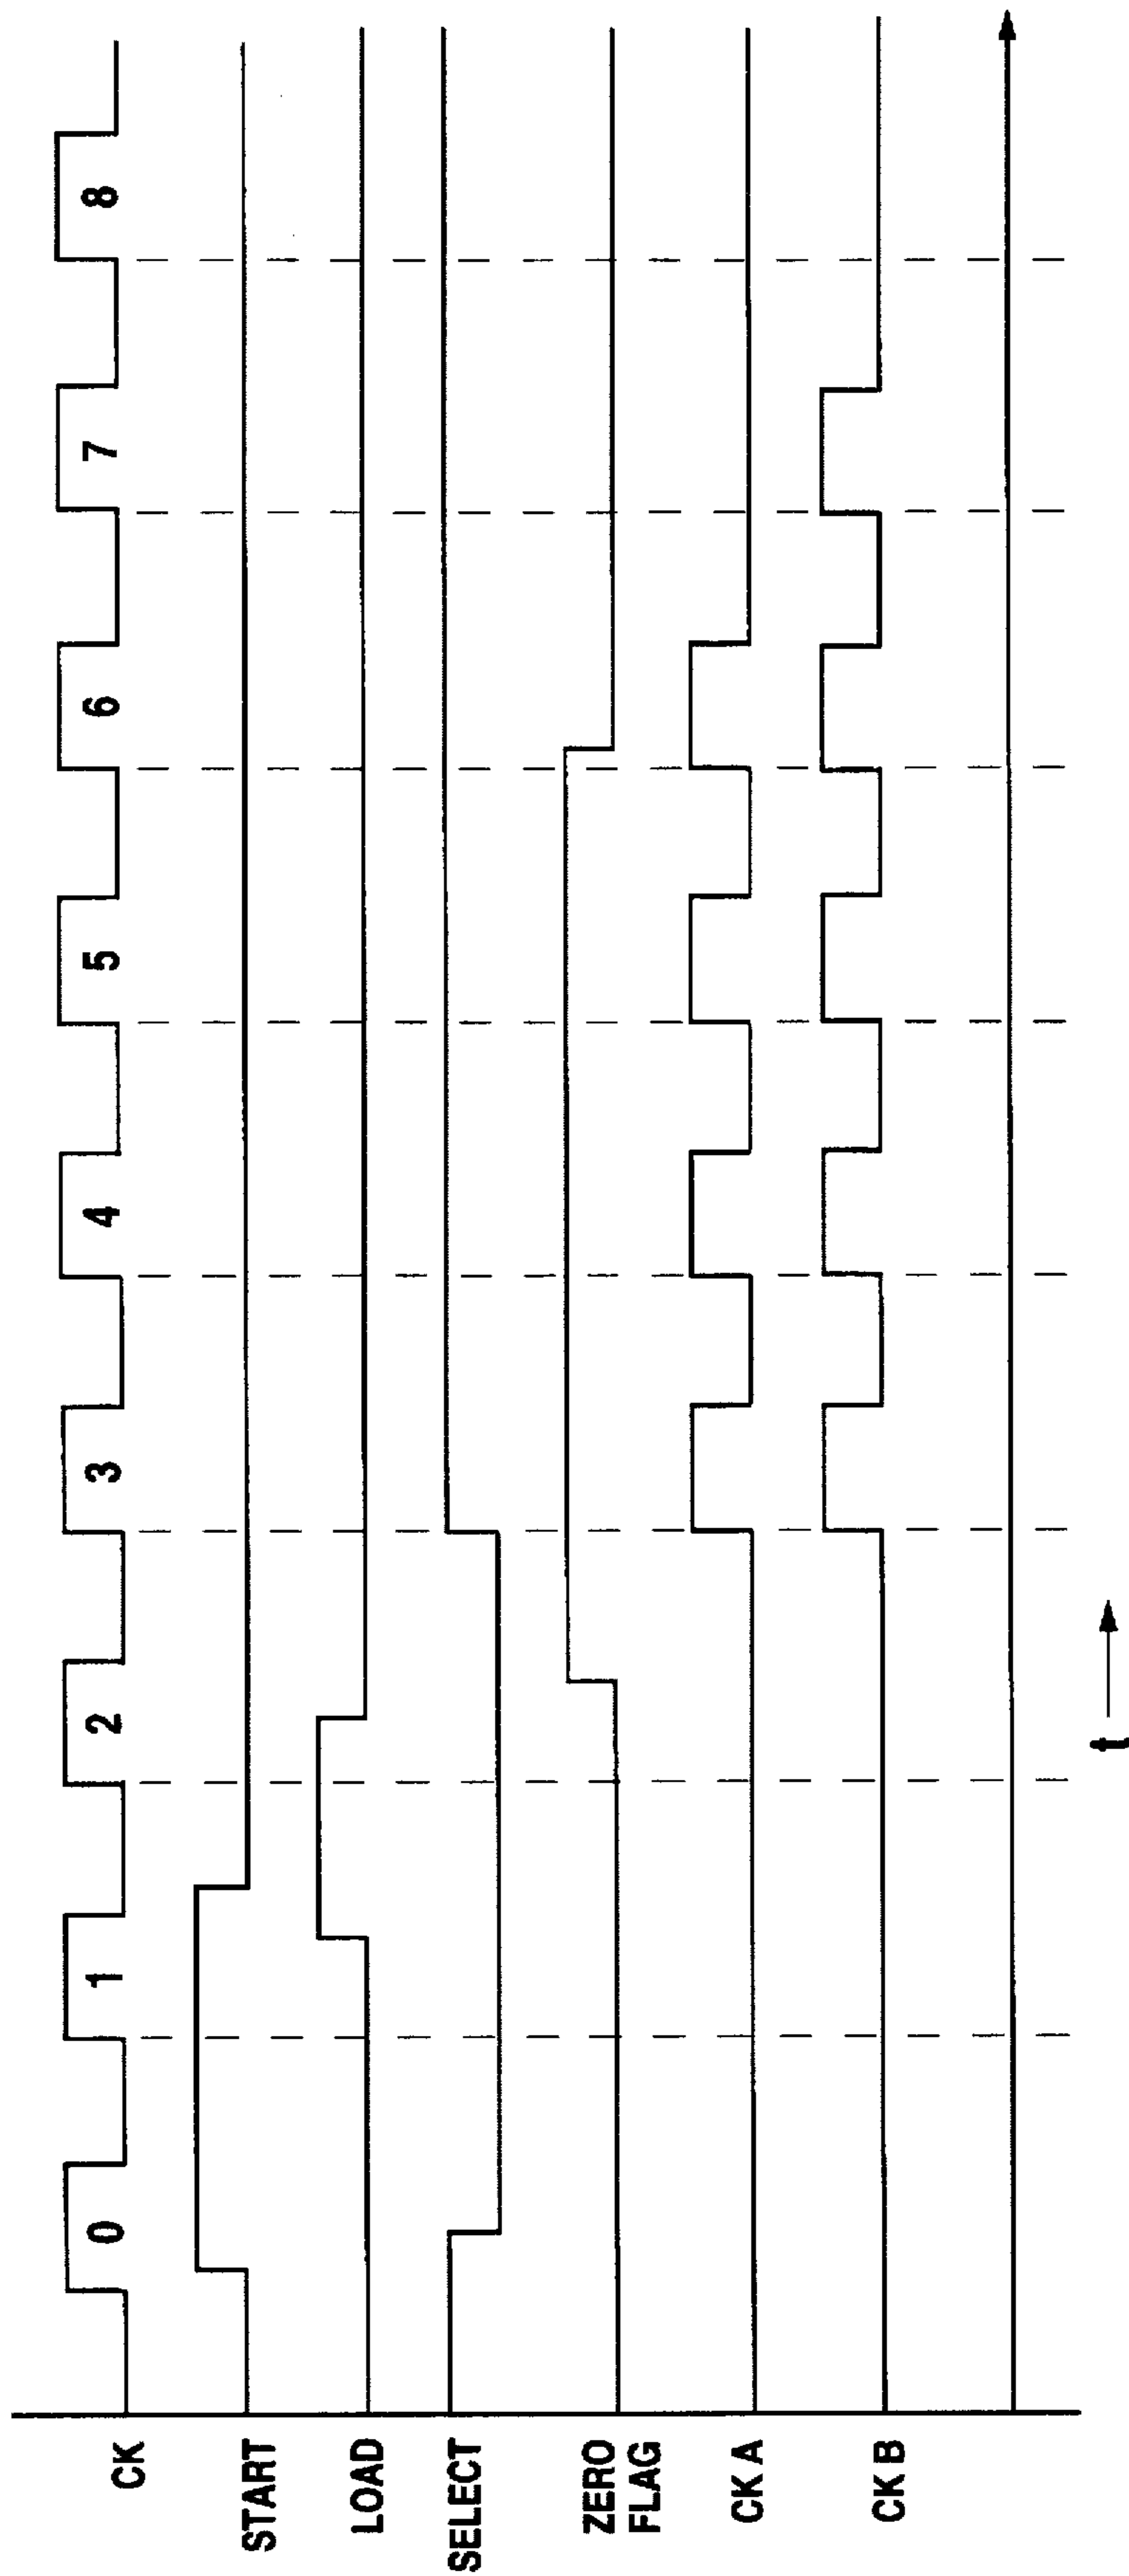 0 1 2 3 4 5 6 7 8
CK
START
LOAD
SELECT
ZERO
FLAG
CK A
CK B
t